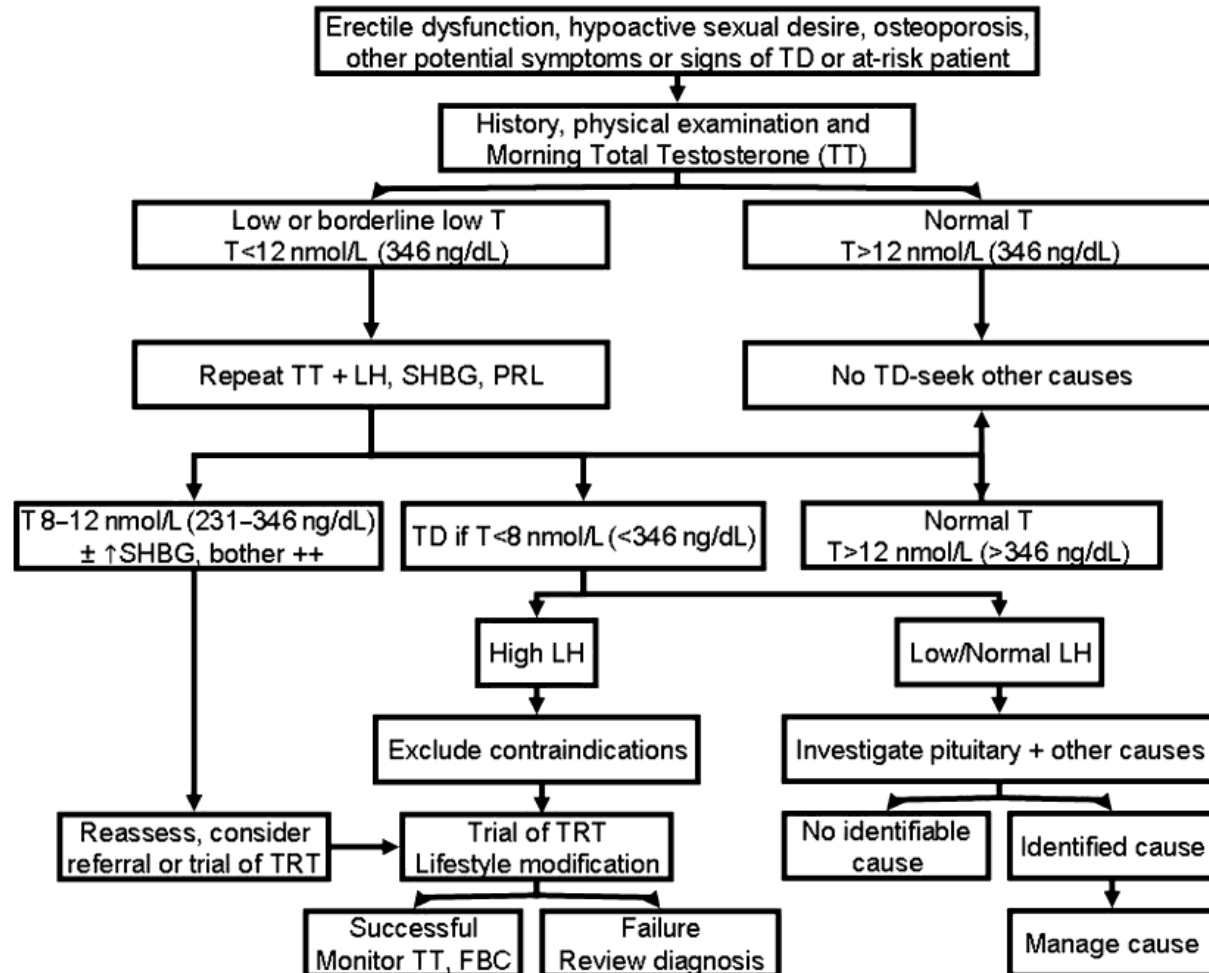 Erectile dysfunction, hypoactive sexual desire, osteoporosis,
other potential symptoms or signs of TD or at-risk patient
History, physical examination and
Morning Total Testosterone (TT)
Low or borderline low T
T<12 nmol/L (346 ng/dL)
Normal T
T>12 nmol/L (346 ng/dL)
Repeat TT + LH, SHBG, PRL
No TD-seek other causes
T 8–12 nmol/L (231–346 ng/dL)
± ↑SHBG, bother ++
TD if T<8 nmol/L (<346 ng/dL)
Normal T
T>12 nmol/L (>346 ng/dL)
High LH
Low/Normal LH
Exclude contraindications
Investigate pituitary + other causes
Reassess, consider
referral or trial of TRT
Trial of TRT
Lifestyle modification
No identifiable
cause
Identified cause
Successful
Monitor TT, FBC
Failure
Review diagnosis
Manage cause